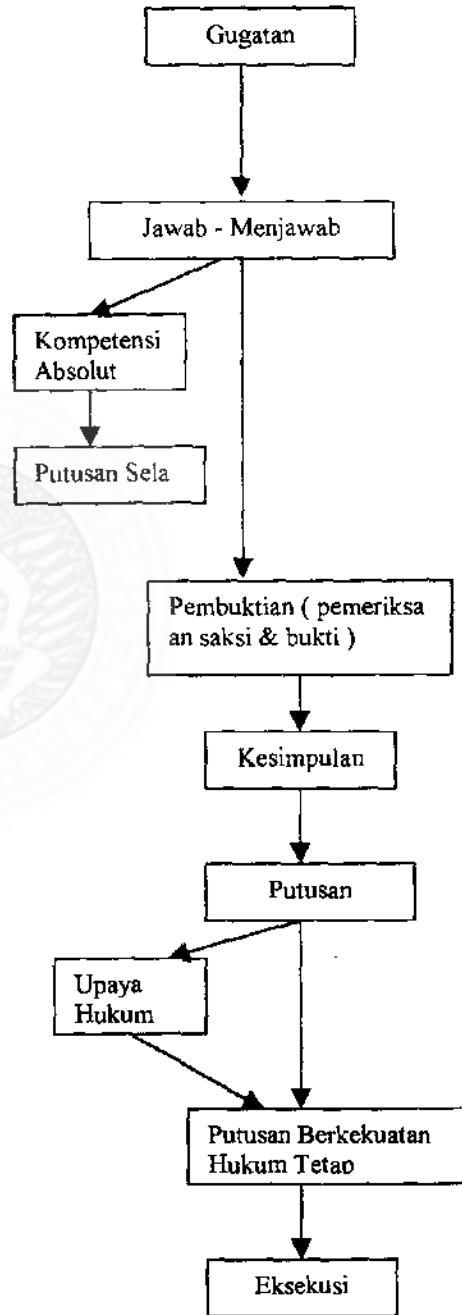 Gugatan
Jawab - Menjawab
Kompetensi
Absolut
Putusan Sela
Pembuktian ( pemeriksa
an saksi & bukti )
Kesimpulan
Putusan
Upaya
Hukum
Putusan Berkekuatan
Hukum Tetap
Eksekusi